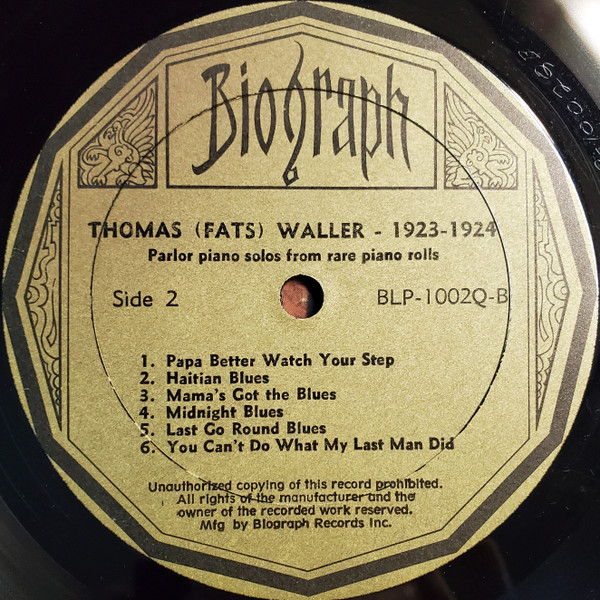 Biograph
THOMAS (FATS) WALLER - 1923-1924
Parlor piano solos from rare piano rolls
Side 2
BLP-1002Q-B
1. Papa Better Watch Your Step
2. Haitian Blues
3. Mama's Got the Blues
4. Midnight Blues
5. Last Go Round Blues
6. You Can't Do What My Last Man Did
Unauthorized copying of this record prohibited.
All rights of the manufacturer and the
owner of the recorded work reserved.
Mfg by Biograph Records Inc.